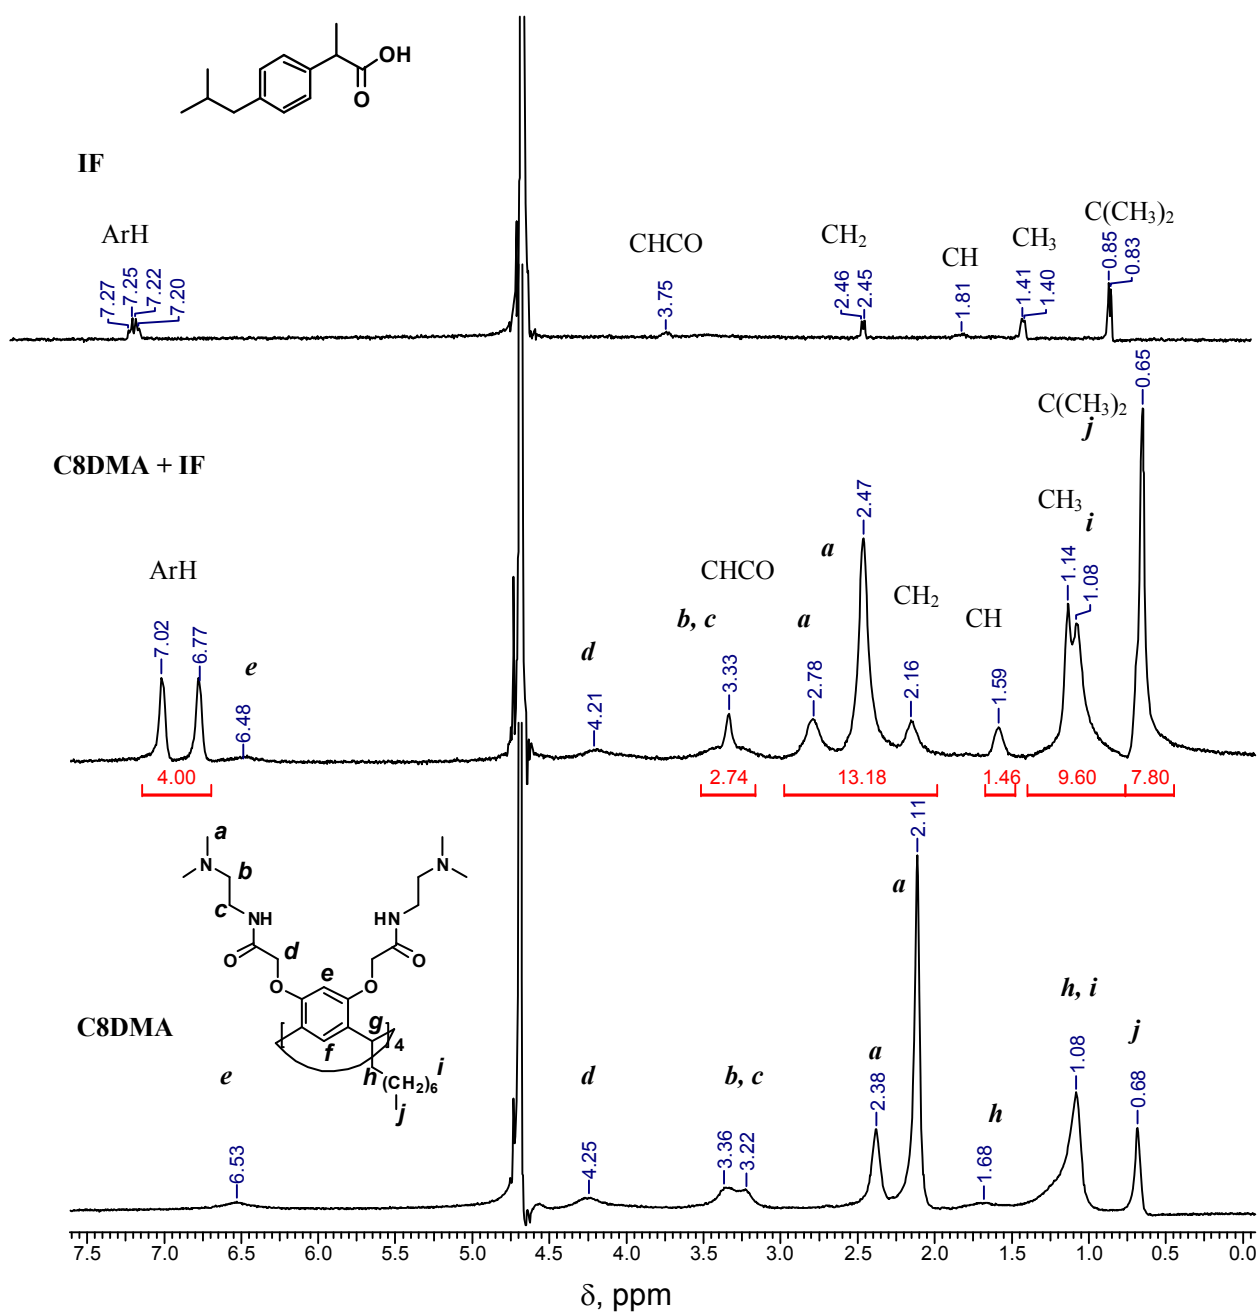 OH
O
IF
ArH
7.27
7.25
7.22
7.20
CHCO
3.75
CH2
2.46
2.45
CH
1.81
CH3
1.41
1.40
C(CH3)2
0.85
0.83
C8DMA + IF
ArH
7.02
6.77
e
6.48
d
4.21
CHCO
b, c
3.33
a
2.78
a
2.47
CH2
2.16
CH
1.59
CH3
i
1.14
1.08
C(CH3)2
j
0.65
4.00
2.74
13.18
1.46
9.60
7.80
a
N
b
c
NH
O
d
O
e
HN
N
O
O
g
f
4
h
(CH2)6
i
j
C8DMA
e
6.53
d
4.25
b, c
3.36
3.22
a
2.38
a
2.11
h
1.68
h, i
1.08
j
0.68
7.5 7.0 6.5 6.0 5.5 5.0 4.5 4.0 3.5 3.0 2.5 2.0 1.5 1.0 0.5 0.0
δ, ppm